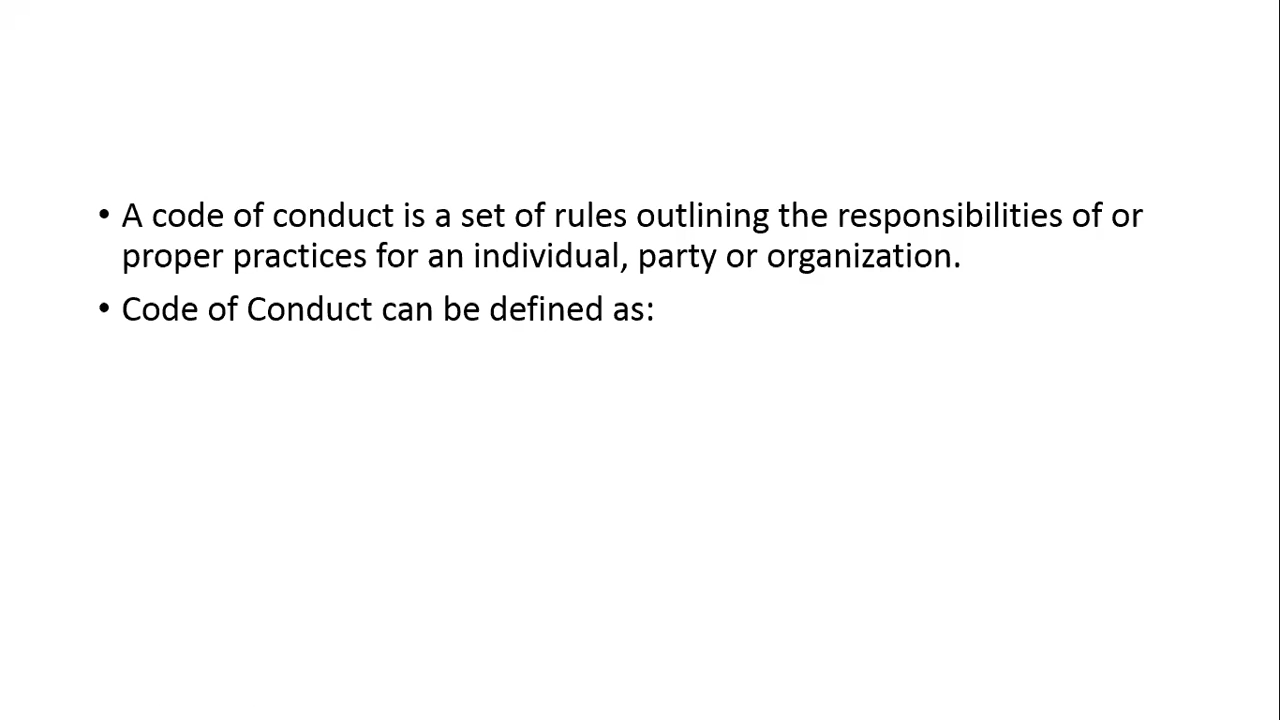 • A code of conduct is a set of rules outlining the responsibilities of or
proper practices for an individual, party or organization.
• Code of Conduct can be defined as: